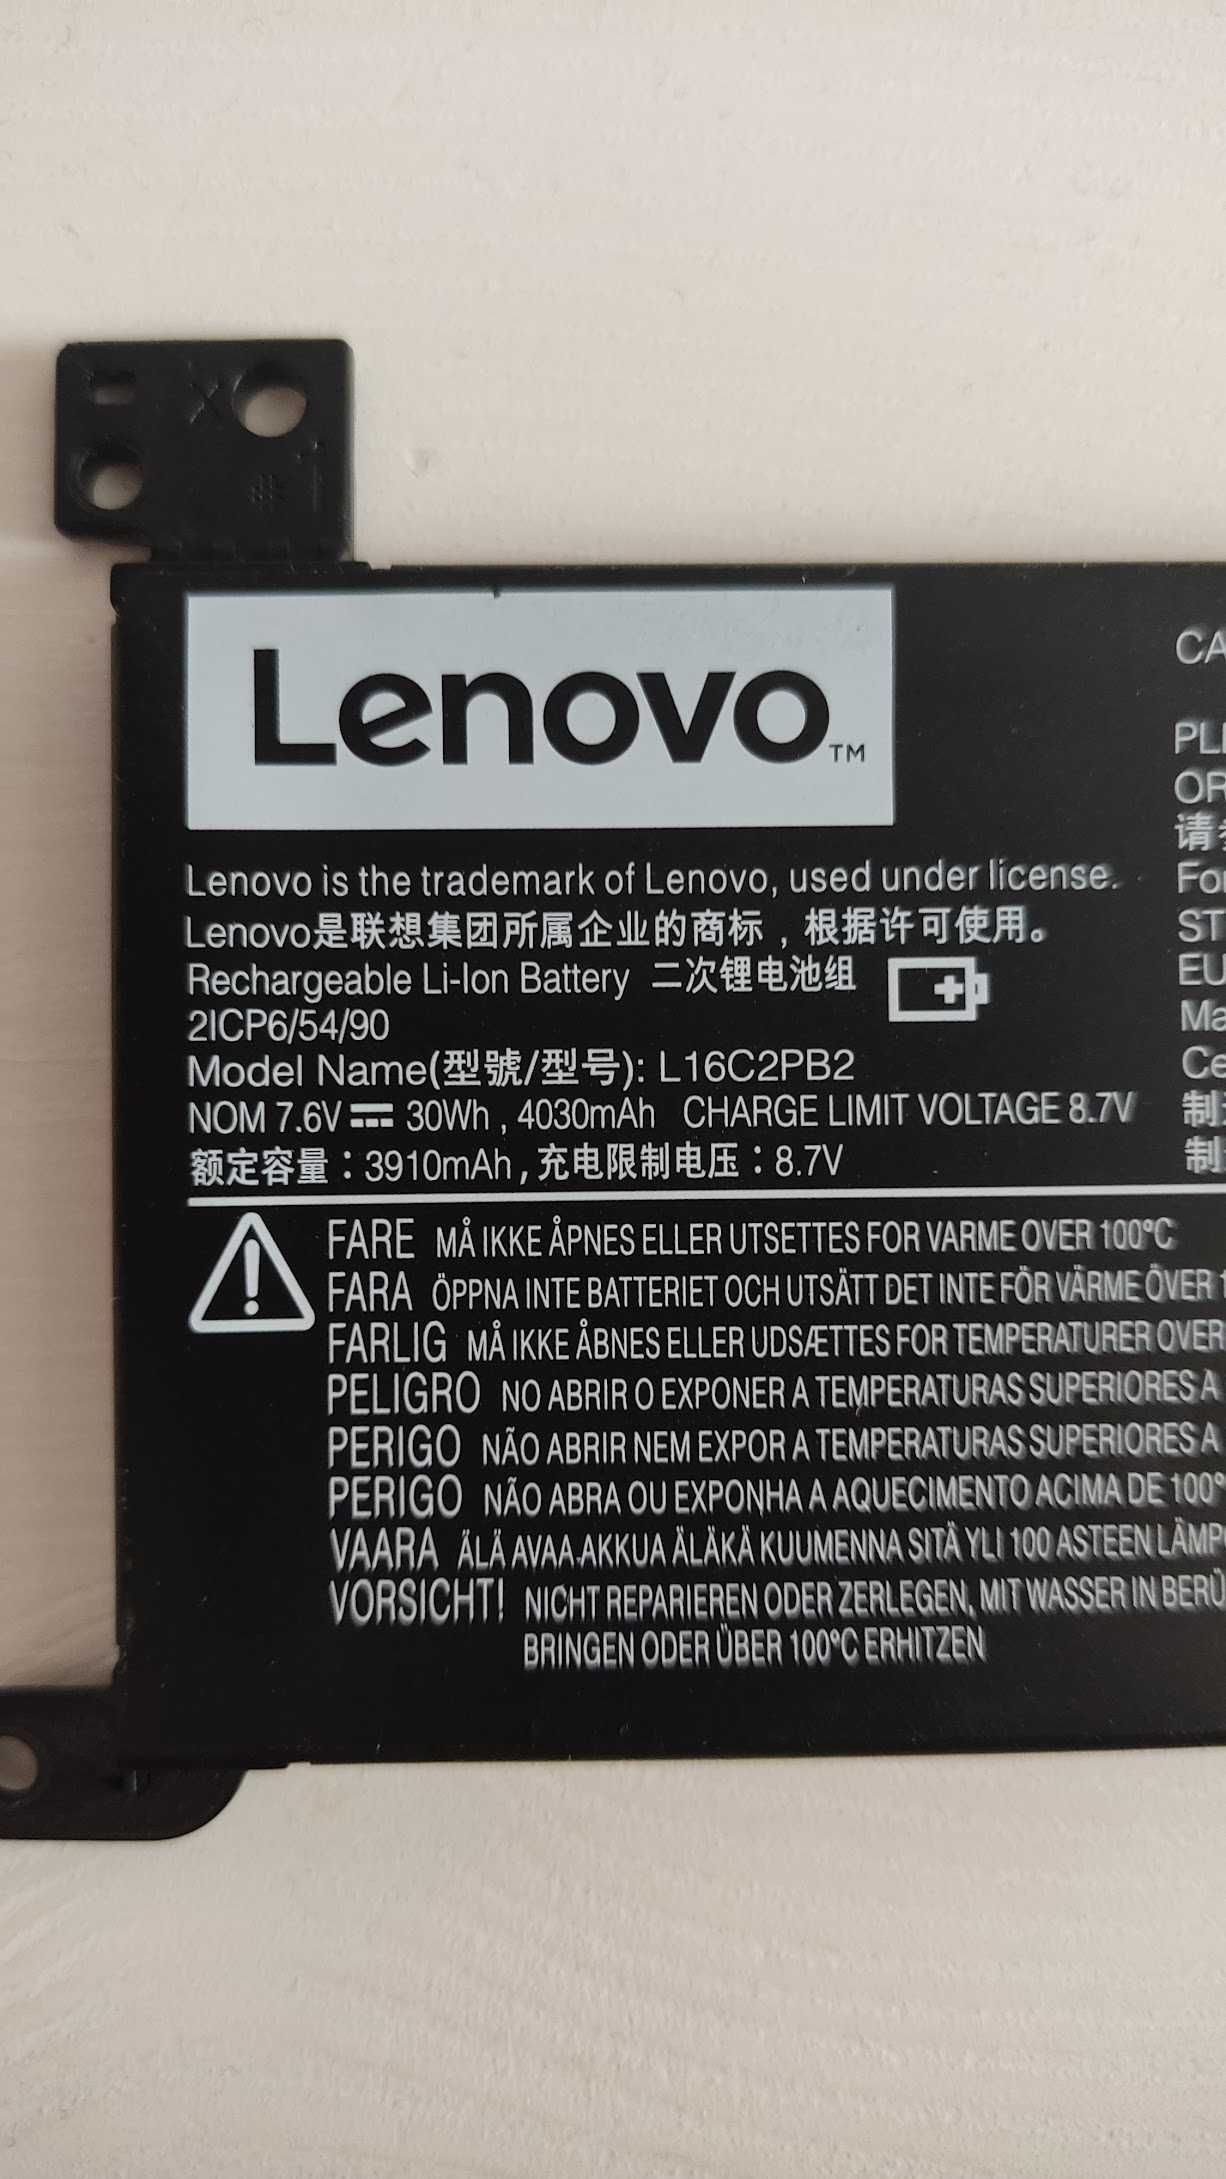 X
# 1
Lenovo™
Lenovo is the trademark of Lenovo, used under license.
Lenovo是联想集团所属企业的商标，根据许可使用。
Rechargeable Li-Ion Battery 二次锂电池组
2ICP6/54/90
Model Name(型號/型号): L16C2PB2
NOM 7.6V⎓ 30Wh , 4030mAh CHARGE LIMIT VOLTAGE 8.7V
额定容量：3910mAh , 充电限制电压：8.7V
FARE MÅ IKKE ÅPNES ELLER UTSETTES FOR VARME OVER 100°C
FARA ÖPPNA INTE BATTERIET OCH UTSÄTT DET INTE FÖR VÄRME ÖVER
FARLIG MÅ IKKE ÅBNES ELLER UDSÆTTES FOR TEMPERATURER OVER
PELIGRO NO ABRIR O EXPONER A TEMPERATURAS SUPERIORES A
PERIGO NÃO ABRIR NEM EXPOR A TEMPERATURAS SUPERIORES A
PERIGO NÃO ABRA OU EXPONHA A AQUECIMENTO ACIMA DE 100°
VAARA ÄLÄ AVAA AKKUA ÄLÄKÄ KUUMENNA SITÄ YLI 100 ASTEEN
VORSICHT! NICHT REPARIEREN ODER ZERLEGEN, MIT WASSER IN
BRINGEN ODER ÜBER 100°C ERHITZEN